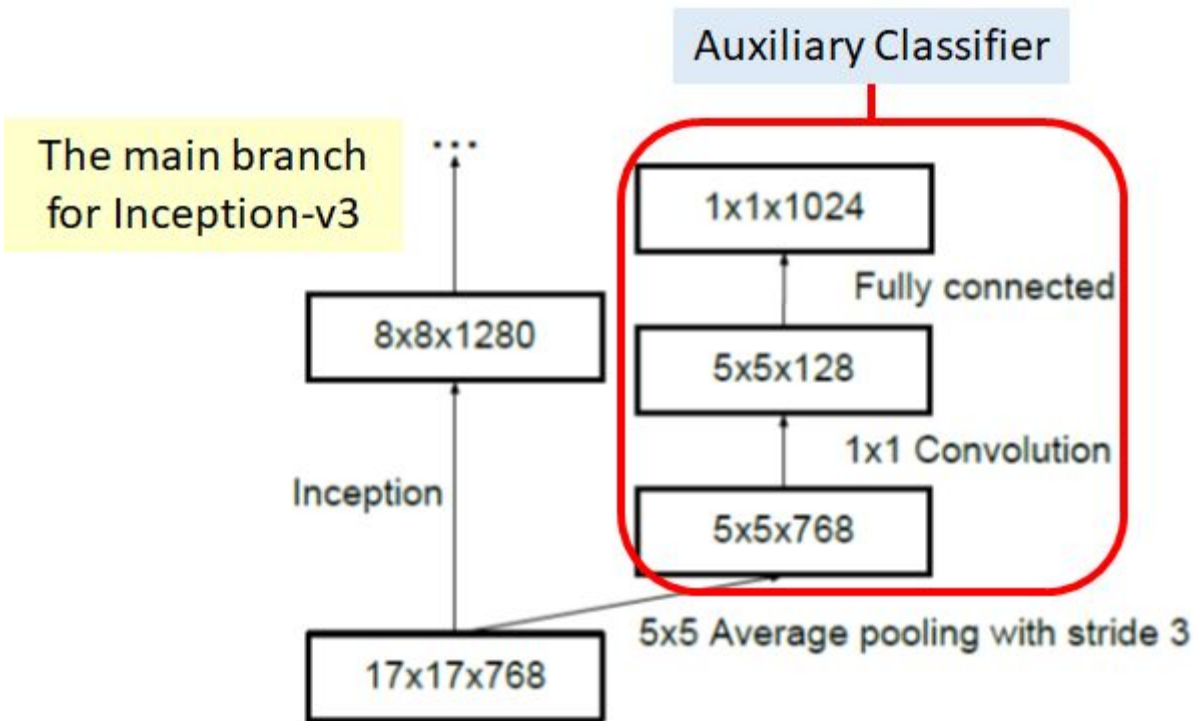 Auxiliary Classifier
The main branch
for Inception-v3
...
1x1x1024
Fully connected
8x8x1280
5x5x128
1x1 Convolution
Inception
5x5x768
5x5 Average pooling with stride 3
17x17x768